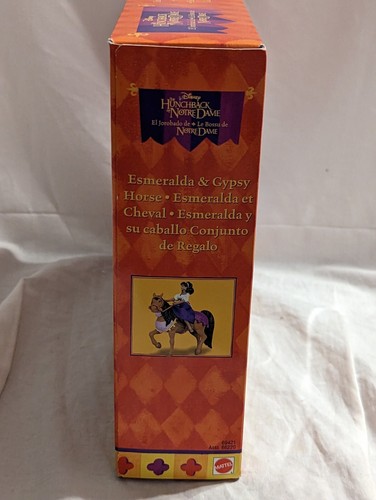 Disney
THE HUNCHBACK
OF NOTRE DAME
El Jorobado de • Le Bossu de
NOTRE DAME
Esmeralda & Gypsy
Horse • Esmeralda et
Cheval • Esmeralda y
su caballo Conjunto
de Regalo
MATTEL